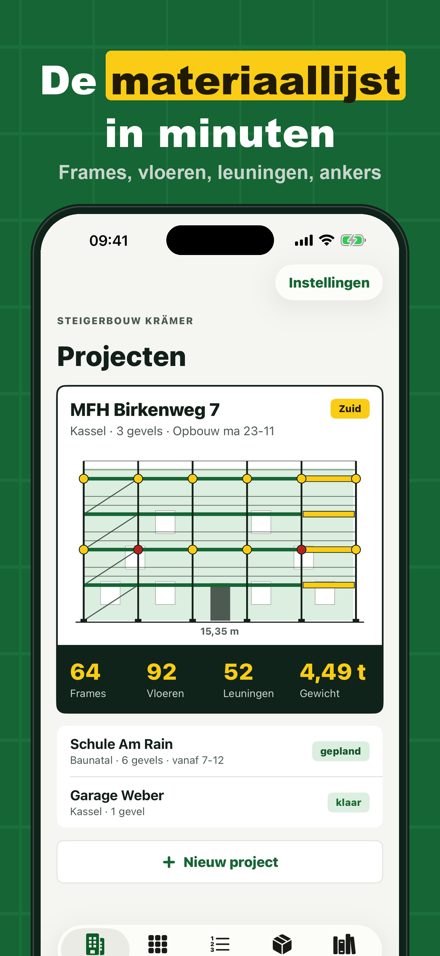 De materiaallijst
in minuten
Frames, vloeren, leuningen, ankers
09:41
Instellingen
STEIGERBOUW KRÄMER
Projecten
MFH Birkenweg 7
Zuid
Kassel · 3 gevels · Opbouw ma 23-11
15,35 m
64 92 52 4,49 t
Frames Vloeren Leuningen Gewicht
Schule Am Rain
Baunatal · 6 gevels · vanaf 7-12
gepland
Garage Weber
Kassel · 1 gevel
klaar
+ Nieuw project